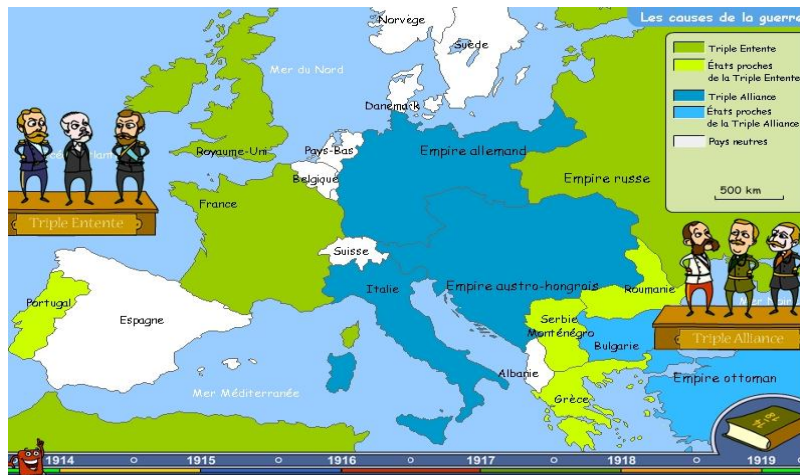 Les causes de la guerre
Triple Entente
États proches
de la Triple Entente
Triple Alliance
États proches
de la Triple Alliance
Pays neutres
500 km
Norvège
Suède
Mer du Nord
Danemark
Royaume-Uni
Pays-Bas
Empire allemand
Belgique
Empire russe
France
Triple Entente
Suisse
Italie
Empire austro-hongrois
Roumanie
Portugal
Espagne
Serbie
Monténégro
Bulgarie
Triple Alliance
Albanie
Empire ottoman
Mer Méditerranée
Grèce
1914
1915
1916
1917
1918
1919